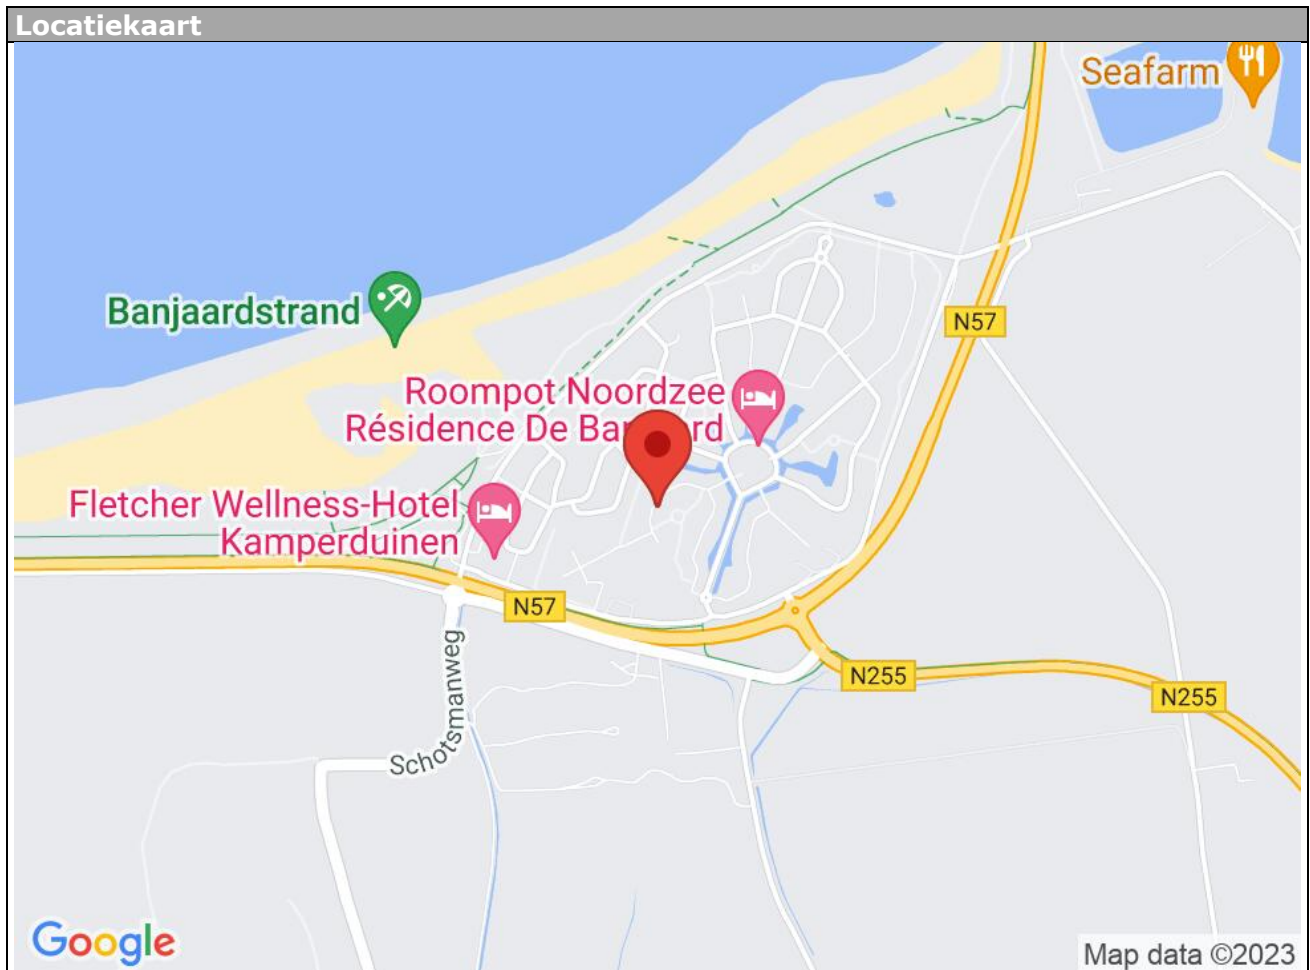 Locatiekaart
Seafarm
Banjaardstrand
N57
Roompot Noordzee
Résidence De Ba rd
Fletcher Wellness-Hotel
Kamperduinen
N57
Schotsmanweg
N255
N255
Google
Map data ©2023